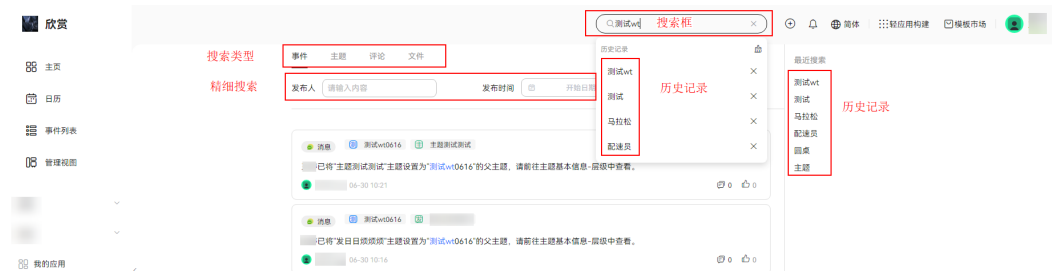 欣赏
测试wt
搜索框
简体
轻应用构建
模板市场
搜索类型
事件
主题
评论
文件
历史记录
最近搜索
主页
精细搜索
发布人
请输入内容
发布时间
开始日期
测试wt
测试
马拉松
配速员
历史记录
测试wt
测试
马拉松
配速员
圆桌
主题
历史记录
日历
事件列表
管理视图
我的应用
消息
测试wt0616
主题测试测试
已将"主题测试测试"主题设置为"测试wt0616"的父主题，请前往主题基本信息-层级中查看。
06-30 10:21
0
0
消息
测试wt0616
已将"发日日烦烦烦"主题设置为"测试wt0616"的父主题，请前往主题基本信息-层级中查看。
06-30 10:16
0
0